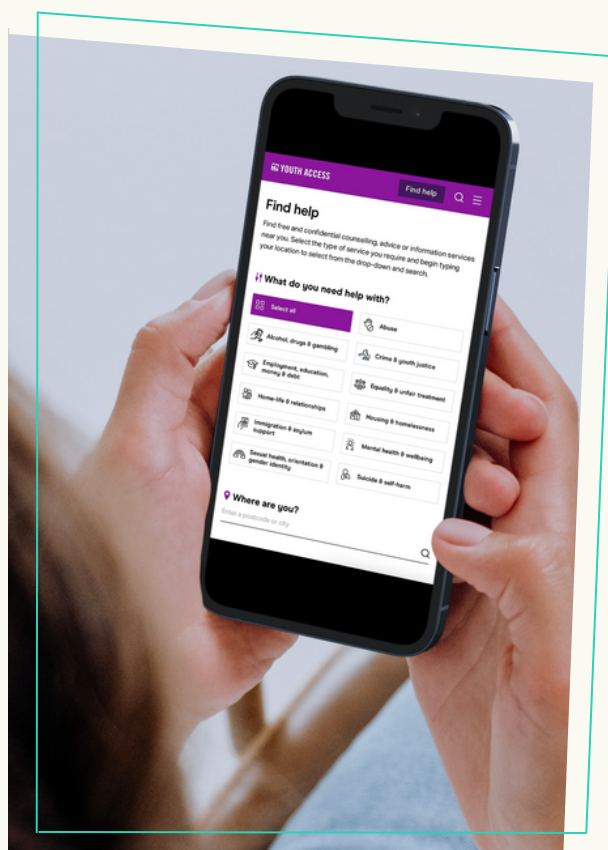 YOUTH ACCESS
Find help
Find help
Find free and confidential counselling, advice or information services
near you. Select the type of service you require and begin typing
your location to select from the drop-down and search.
What do you need help with?
Select all
Abuse
Alcohol, drugs & gambling
Crime & youth justice
Employment, education,
money & debt
Equality & unfair treatment
Home-life & relationships
Housing & homelessness
Immigration & asylum
support
Mental health & wellbeing
Sexual health, orientation &
gender identity
Suicide & self-harm
Where are you?
Enter a postcode or city